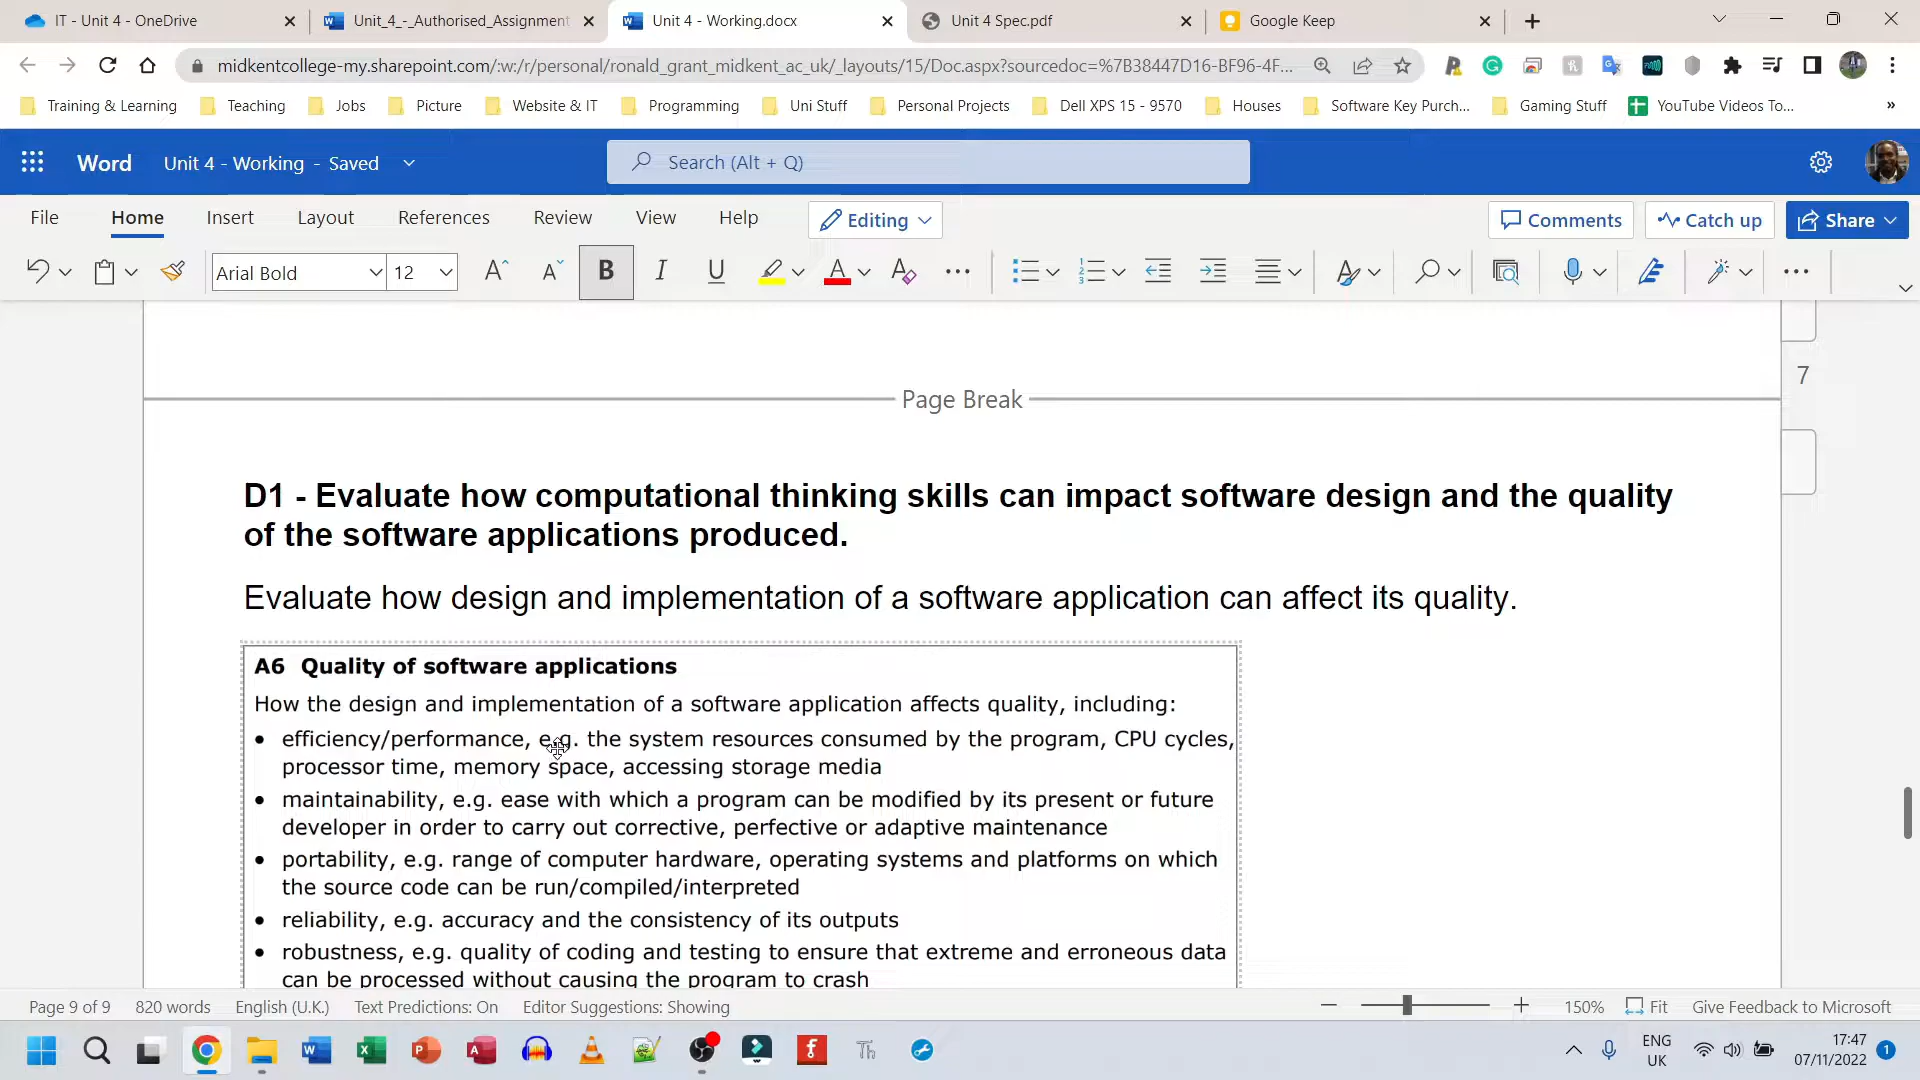 IT - Unit 4 - OneDrive
Unit_4_-_Authorised_Assignment
Unit 4 - Working.docx
Unit 4 Spec.pdf
Google Keep
midkentcollege-my.sharepoint.com/:w:/r/personal/ronald_grant_midkent_ac_uk/_layouts/15/Doc.aspx?sourcedoc=%7B38447D16-BF96-4F...
Training & Learning
Teaching
Jobs
Picture
Website & IT
Programming
Uni Stuff
Personal Projects
Dell XPS 15 - 9570
Houses
Software Key Purch...
Gaming Stuff
YouTube Videos To...
»
Word
Unit 4 - Working - Saved
Search (Alt + Q)
File
Home
Insert
Layout
References
Review
View
Help
Editing
Comments
Catch up
Share
Arial Bold
12
7
Page Break
D1 - Evaluate how computational thinking skills can impact software design and the quality
of the software applications produced.
Evaluate how design and implementation of a software application can affect its quality.
A6 Quality of software applications
How the design and implementation of a software application affects quality, including:
• efficiency/performance, e.g. the system resources consumed by the program, CPU cycles,
processor time, memory space, accessing storage media
• maintainability, e.g. ease with which a program can be modified by its present or future
developer in order to carry out corrective, perfective or adaptive maintenance
• portability, e.g. range of computer hardware, operating systems and platforms on which
the source code can be run/compiled/interpreted
• reliability, e.g. accuracy and the consistency of its outputs
• robustness, e.g. quality of coding and testing to ensure that extreme and erroneous data
can be processed without causing the program to crash
Page 9 of 9
820 words
English (U.K.)
Text Predictions: On
Editor Suggestions: Showing
150%
Fit
Give Feedback to Microsoft
ENG
UK
17:47
07/11/2022
1